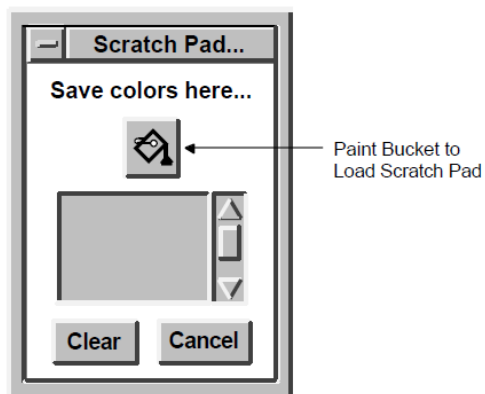 Scratch Pad...
Save colors here...
Paint Bucket to
Load Scratch Pad
Clear
Cancel